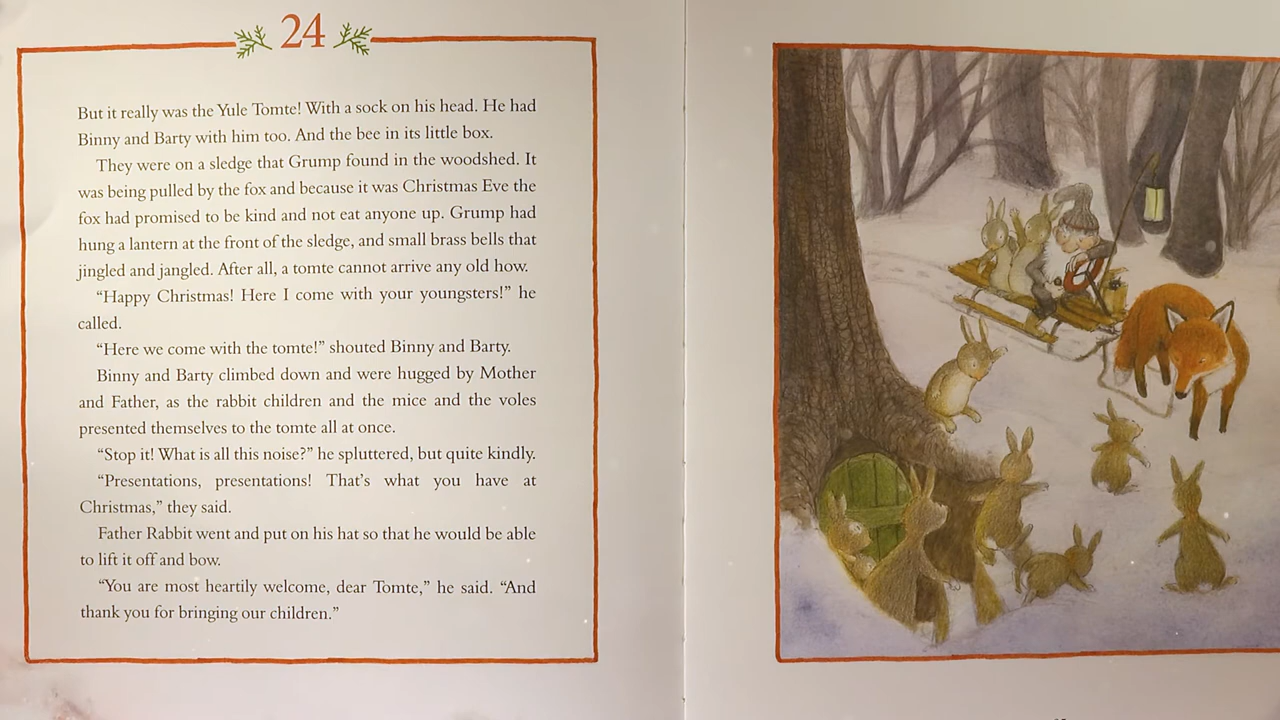 24
But it really was the Yule Tomte! With a sock on his head. He had
Binny and Barty with him too. And the bee in its little box.
They were on a sledge that Grump found in the woodshed. It
was being pulled by the fox and because it was Christmas Eve the
fox had promised to be kind and not eat anyone up. Grump had
hung a lantern at the front of the sledge, and small brass bells that
jingled and jangled. After all, a tomte cannot arrive any old how.
“Happy Christmas! Here I come with your youngsters!” he
called.
“Here we come with the tomte!” shouted Binny and Barty.
Binny and Barty climbed down and were hugged by Mother
and Father, as the rabbit children and the mice and the voles
presented themselves to the tomte all at once.
“Stop it! What is all this noise?” he spluttered, but quite kindly.
“Presentations, presentations! That’s what you have at
Christmas,” they said.
Father Rabbit went and put on his hat so that he would be able
to lift it off and bow.
“You are most heartily welcome, dear Tomte,” he said. “And
thank you for bringing our children.”